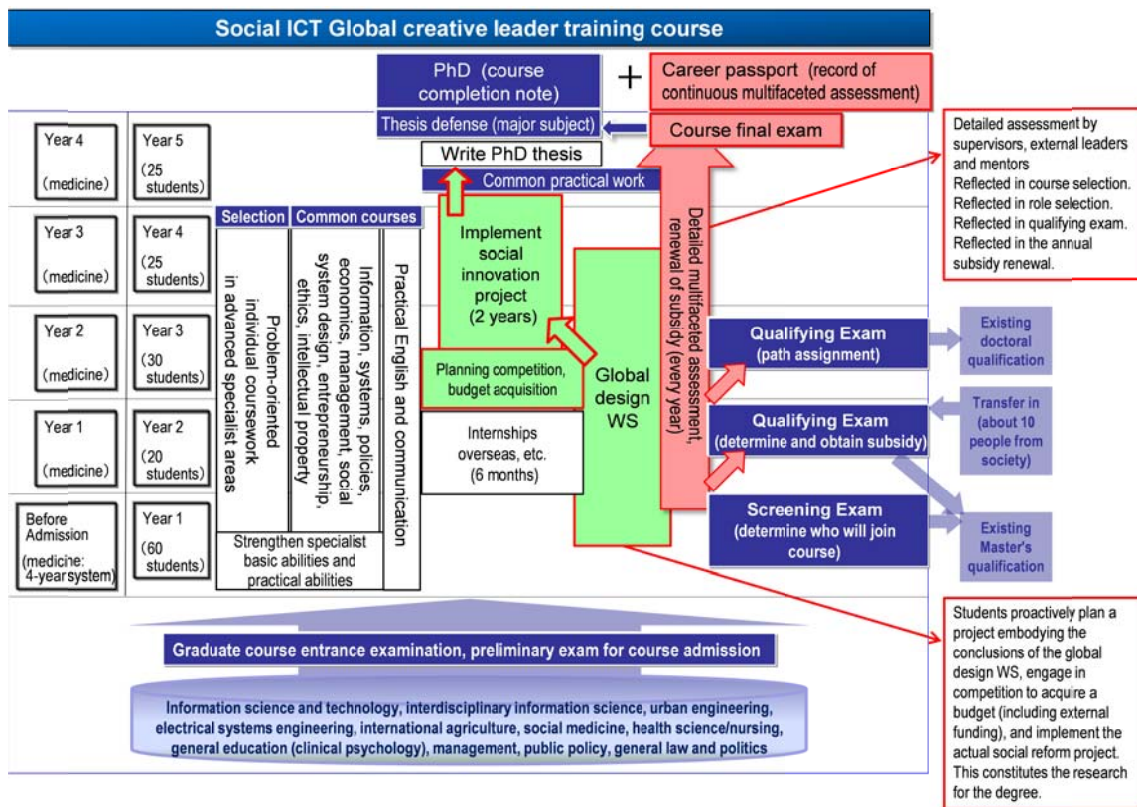 Social ICT Global creative leader training course
PhD (course
completion note)
+
Career passport (record of
continuous multifaceted assessment)
Thesis defense (major subject)
Course final exam
Write PhD thesis
Common practical work
Year 4
(medicine)
Year 5
(25
students)
Year 3
(medicine)
Year 4
(25
students)
Year 2
(medicine)
Year 3
(30
students)
Year 1
(medicine)
Year 2
(20
students)
Before
Admission
(medicine:
4-year system)
Year 1
(60
students)
Selection
Common courses
Problem-oriented
individual coursework
in advanced specialist areas
Information, systems, policies,
economics, management, social
system design, entrepreneurship,
ethics, intellectual property
Practical English and communication
Strengthen specialist
basic abilities and
practical abilities
Implement
social
innovation
project
(2 years)
Planning competition,
budget acquisition
Internships
overseas, etc.
(6 months)
Global
design
WS
Detailed multifaceted assessment,
renewal of subsidy (every year)
Qualifying Exam
(path assignment)
Qualifying Exam
(determine and obtain subsidy)
Screening Exam
(determine who will join
course)
Existing
doctoral
qualification
Transfer in
(about 10
people from
society)
Existing
Master's
qualification
Detailed assessment by
supervisors, external leaders
and mentors
Reflected in course selection.
Reflected in role selection.
Reflected in qualifying exam.
Reflected in the annual
subsidy renewal.
Students proactively plan a
project embodying the
conclusions of the global
design WS, engage in
competition to acquire a
budget (including external
funding), and implement the
actual social reform project.
This constitutes the research
for the degree.
Graduate course entrance examination, preliminary exam for course admission
Information science and technology, interdisciplinary information science, urban engineering,
electrical systems engineering, international agriculture, social medicine, health science/nursing,
general education (clinical psychology), management, public policy, general law and politics